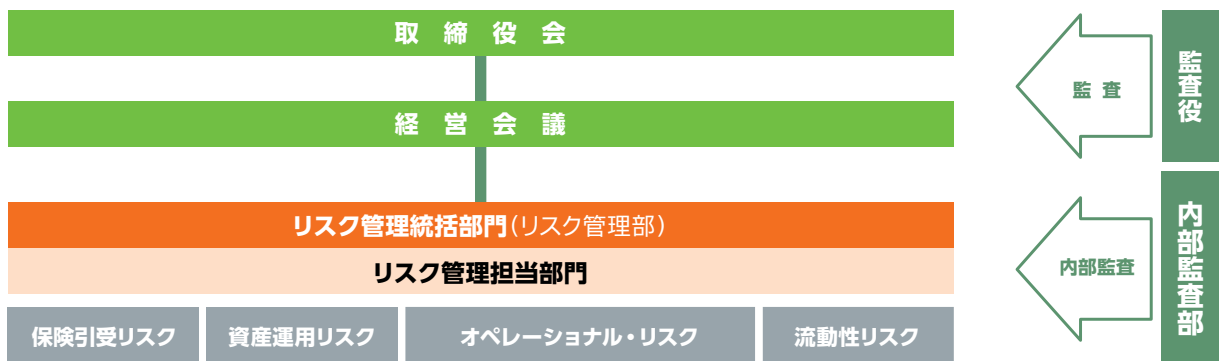 取締役会
経営会議
リスク管理統括部門(リスク管理部)
リスク管理担当部門
保険引受リスク
資産運用リスク
オペレーショナル・リスク
流動性リスク
監査
監査役
内部監査
内部監査部